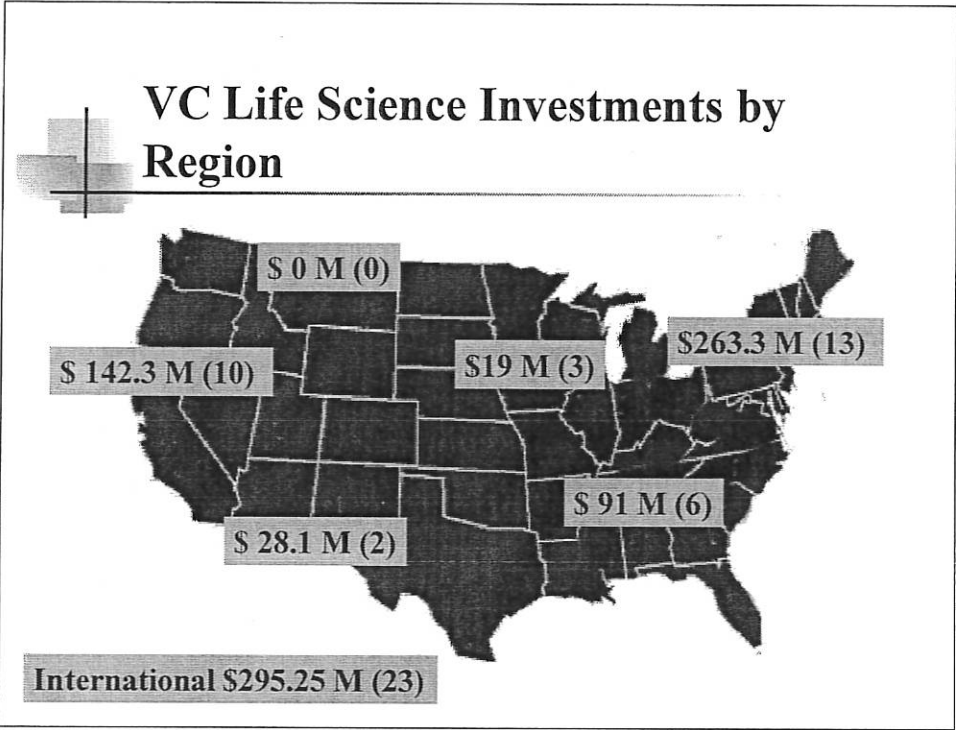 VC Life Science Investments by
Region
$ 0 M (0)
$263.3 M (13)
$ 142.3 M (10)
$19 M (3)
$ 91 M (6)
$ 28.1 M (2)
International $295.25 M (23)